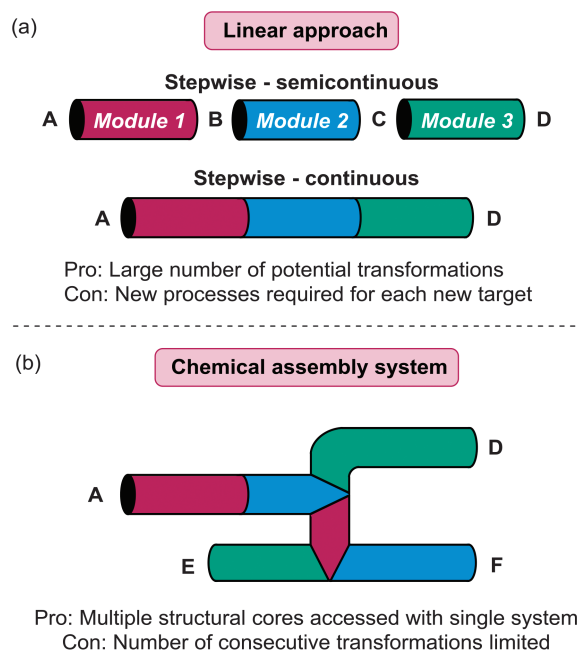 (a)
Linear approach
Stepwise - semicontinuous
A Module 1 B Module 2 C Module 3 D
Stepwise - continuous
A D
Pro: Large number of potential transformations
Con: New processes required for each new target
(b)
Chemical assembly system
D
A
E F
Pro: Multiple structural cores accessed with single system
Con: Number of consecutive transformations limited